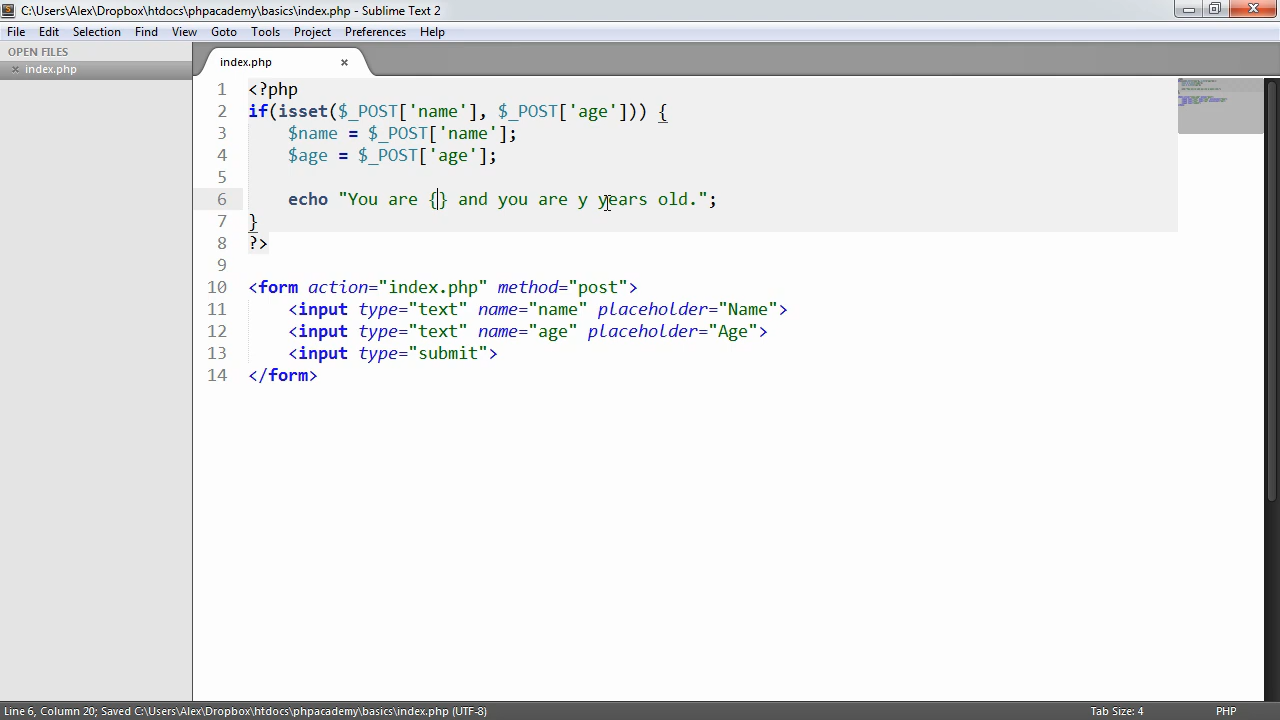 C:\Users\Alex\Dropbox\htdocs\phpacademy\basics\index.php - Sublime Text 2
File Edit Selection Find View Goto Tools Project Preferences Help
OPEN FILES
× index.php
index.php ×
1 <?php
2 if(isset($_POST['name'], $_POST['age'])) {
3     $name = $_POST['name'];
4     $age = $_POST['age'];
5
6     echo "You are {} and you are y years old.";
7 }
8 ?>
9
10 <form action="index.php" method="post">
11     <input type="text" name="name" placeholder="Name">
12     <input type="text" name="age" placeholder="Age">
13     <input type="submit">
14 </form>
Line 6, Column 20; Saved C:\Users\Alex\Dropbox\htdocs\phpacademy\basics\index.php (UTF-8) Tab Size: 4 PHP